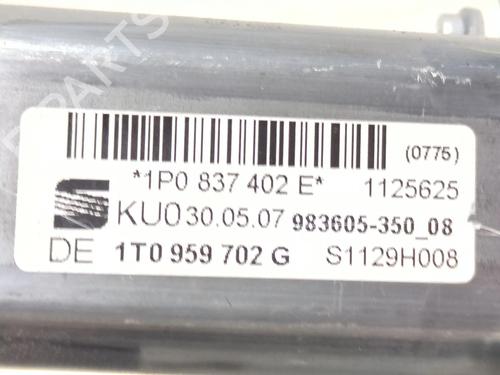 (0775)
*1P0 837 402 E* 1125625
KU0 30.05.07 983605-350_08
DE 1T0 959 702 G S1129H008